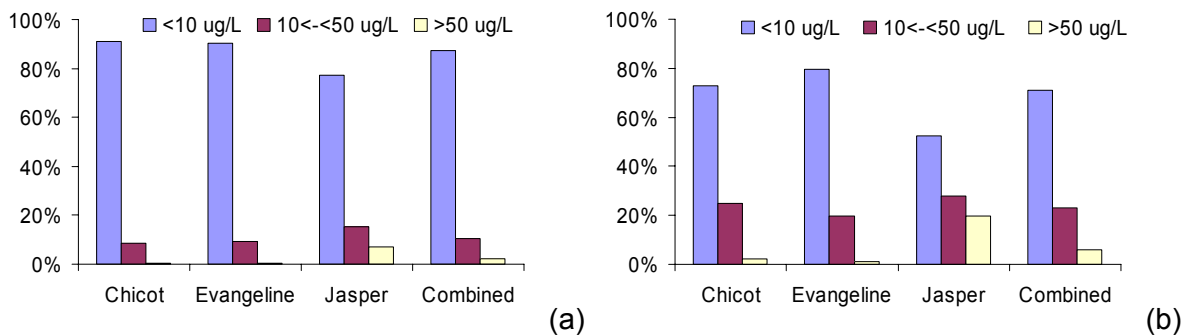 100%
<10 ug/L 10<-<50 ug/L >50 ug/L
80%
60%
40%
20%
0%
Chicot Evangeline Jasper Combined
(a)
100%
<10 ug/L 10<-<50 ug/L >50 ug/L
80%
60%
40%
20%
0%
Chicot Evangeline Jasper Combined
(b)